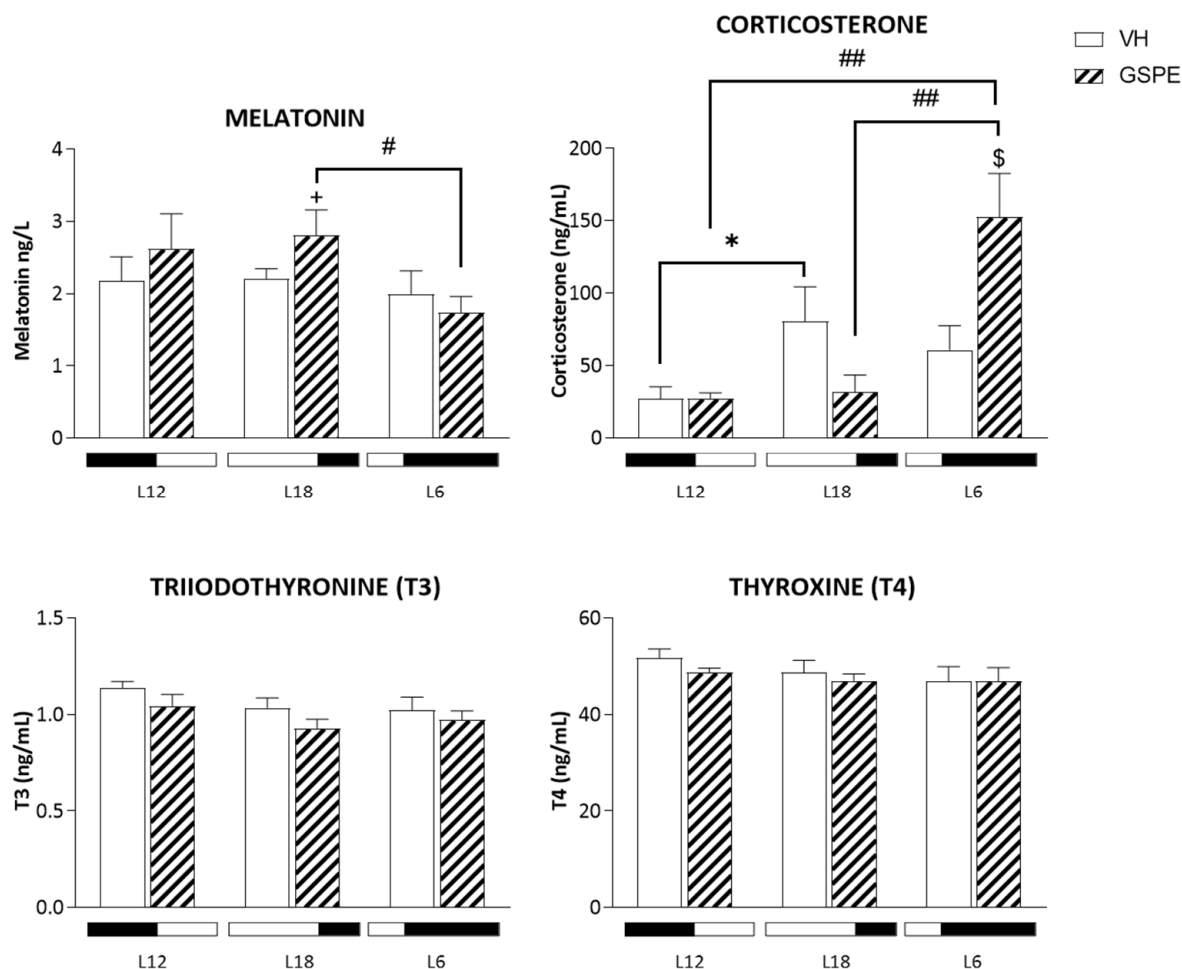 CORTICOSTERONE
VH
GSPE
##
##
MELATONIN
#
+
$
*
4
3
2
1
0
Melatonin ng/L
200
150
100
50
0
Corticosterone (ng/mL)
L12
L18
L6
L12
L18
L6
TRIIODOTHYRONINE (T3)
THYROXINE (T4)
1.5
1.0
0.5
0.0
T3 (ng/mL)
60
40
20
0
T4 (ng/mL)
L12
L18
L6
L12
L18
L6